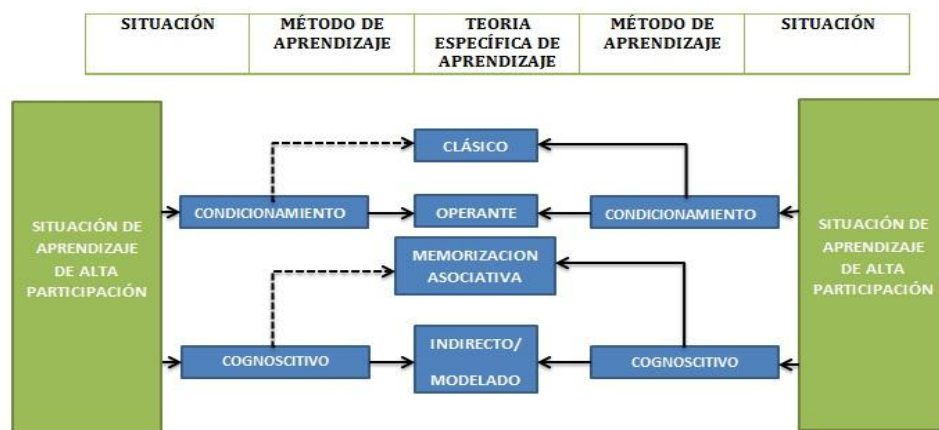 SITUACIÓN
MÉTODO DE
APRENDIZAJE
TEORIA
ESPECÍFICA DE
APRENDIZAJE
MÉTODO DE
APRENDIZAJE
SITUACIÓN
SITUACIÓN DE
APRENDIZAJE
DE ALTA
PARTICIPACIÓN
CLÁSICO
CONDICIONAMIENTO
OPERANTE
CONDICIONAMIENTO
MEMORIZACION
ASOCIATIVA
COGNOSCITIVO
INDIRECTO/
MODELADO
COGNOSCITIVO
SITUACIÓN DE
APRENDIZAJE
DE ALTA
PARTICIPACIÓN